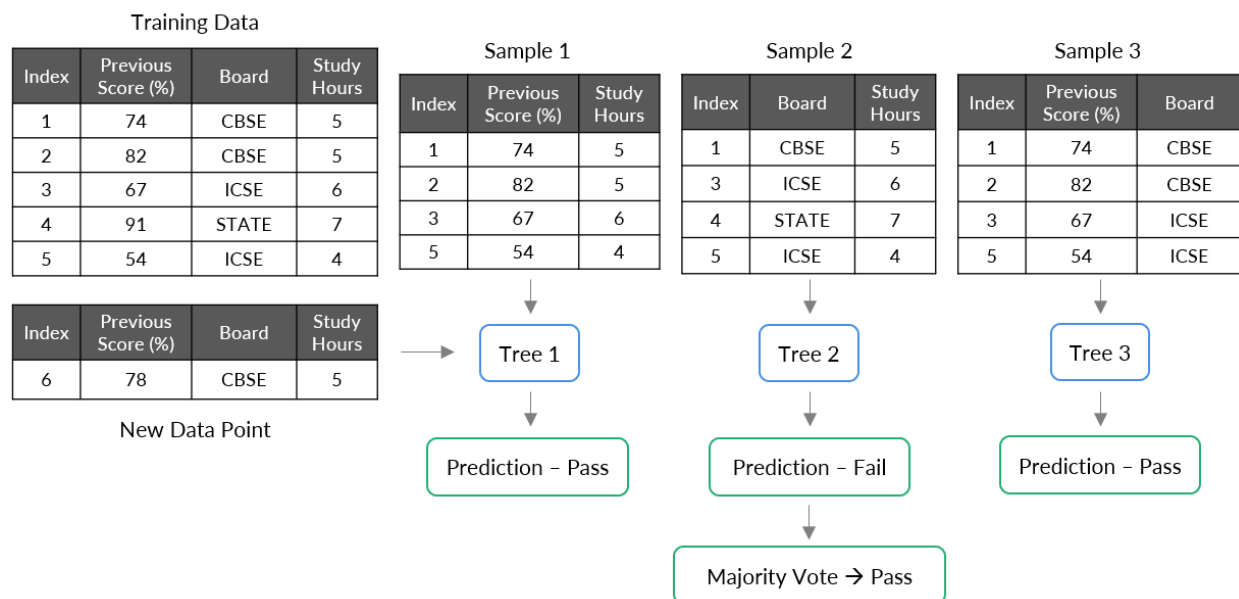 Training Data
Index Previous Score (%) Board Study Hours
1 74 CBSE 5
2 82 CBSE 5
3 67 ICSE 6
4 91 STATE 7
5 54 ICSE 4
Index Previous Score (%) Board Study Hours
6 78 CBSE 5
New Data Point
Sample 1
Index Previous Score (%) Study Hours
1 74 5
2 82 5
3 67 6
5 54 4
Tree 1
Prediction – Pass
Sample 2
Index Board Study Hours
1 CBSE 5
3 ICSE 6
4 STATE 7
5 ICSE 4
Tree 2
Prediction – Fail
Majority Vote → Pass
Sample 3
Index Previous Score (%) Board
1 74 CBSE
2 82 CBSE
3 67 ICSE
5 54 ICSE
Tree 3
Prediction – Pass